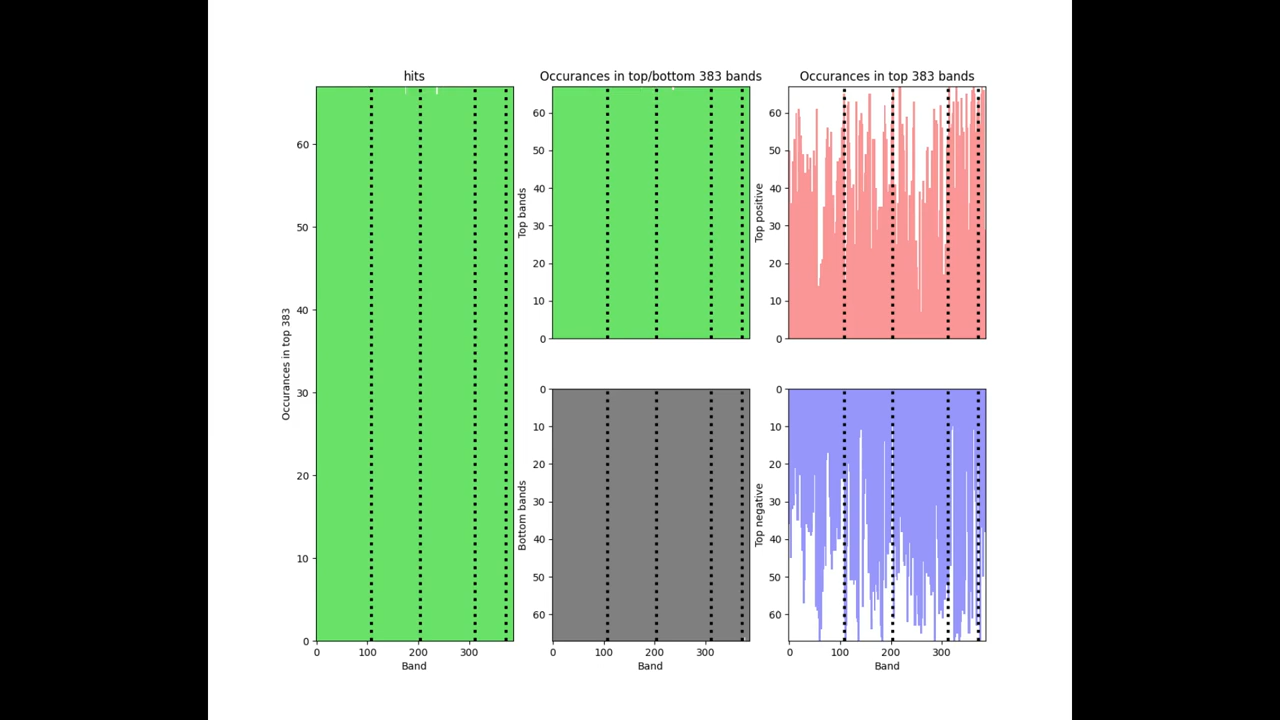 hits
Occurances in top/bottom 383 bands
Occurances in top 383 bands
Occurances in top 383
60
50
40
30
20
10
0
0 100 200 300
Band
Top bands
60
50
40
30
20
10
0
Top positive
60
50
40
30
20
10
0
Bottom bands
0
10
20
30
40
50
60
0 100 200 300
Band
Top negative
0
10
20
30
40
50
60
0 100 200 300
Band